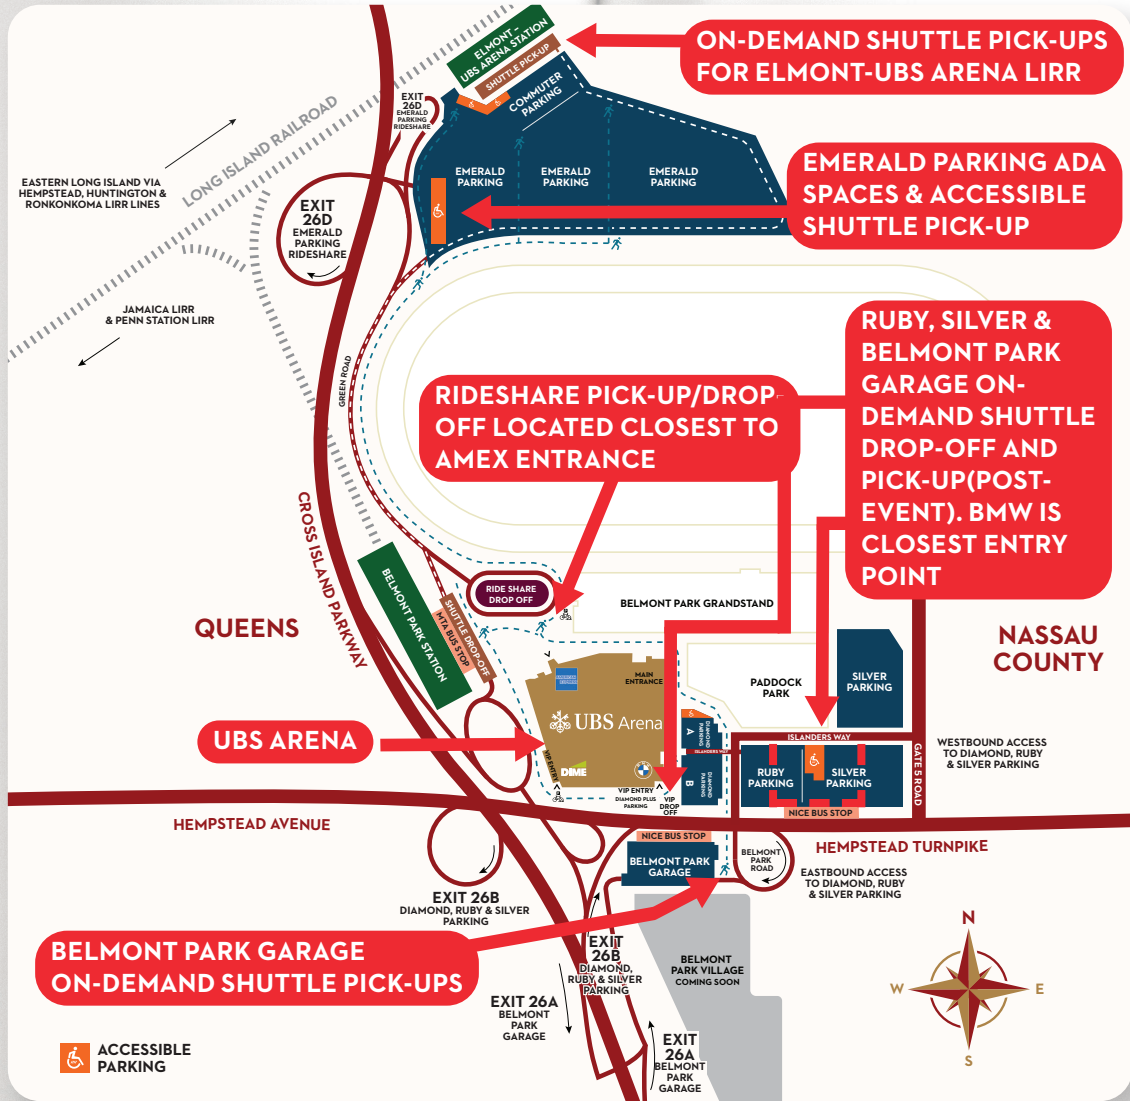 ELMONT –
UBS ARENA STATION
SHUTTLE PICK-UP
COMMUTER
PARKING
ON-DEMAND SHUTTLE PICK-UPS
FOR ELMONT-UBS ARENA LIRR
EXIT
26D
EMERALD
PARKING
RIDESHARE
LONG ISLAND RAILROAD
EASTERN LONG ISLAND VIA
HEMPSTEAD, HUNTINGTON &
RONKONKOMA LIRR LINES
EMERALD
PARKING
EMERALD
PARKING
EMERALD
PARKING
EMERALD PARKING ADA
SPACES & ACCESSIBLE
SHUTTLE PICK-UP
EXIT
26D
EMERALD
PARKING
RIDESHARE
JAMAICA LIRR
& PENN STATION LIRR
GREEN ROAD
RIDESHARE PICK-UP/DROP-
OFF LOCATED CLOSEST TO
AMEX ENTRANCE
RUBY, SILVER &
BELMONT PARK
GARAGE ON-
DEMAND SHUTTLE
DROP-OFF AND
PICK-UP(POST-
EVENT). BMW IS
CLOSEST ENTRY
POINT
CROSS ISLAND PARKWAY
BELMONT PARK STATION
SHUTTLE DROP-OFF
MTA BUS STOP
RIDE SHARE
DROP OFF
BELMONT PARK GRANDSTAND
QUEENS
NASSAU
COUNTY
MAIN
ENTRANCE
PADDOCK
PARK
SILVER
PARKING
UBS Arena
UBS ARENA
VIP ENTRY
DIME
VIP ENTRY
DIAMOND PLUS
PARKING
VIP
DROP
OFF
A
DIAMOND
PARKING
ISLANDERS WAY
B
DIAMOND
PARKING
ISLANDERS WAY
RUBY
PARKING
SILVER
PARKING
NICE BUS STOP
GATE 5 ROAD
WESTBOUND ACCESS
TO DIAMOND, RUBY
& SILVER PARKING
HEMPSTEAD AVENUE
HEMPSTEAD TURNPIKE
NICE BUS STOP
BELMONT PARK
GARAGE
BELMONT
PARK
ROAD
EASTBOUND ACCESS
TO DIAMOND, RUBY
& SILVER PARKING
EXIT 26B
DIAMOND, RUBY & SILVER
PARKING
BELMONT PARK GARAGE
ON-DEMAND SHUTTLE PICK-UPS
EXIT
26B
DIAMOND,
RUBY & SILVER
PARKING
BELMONT
PARK VILLAGE
COMING SOON
EXIT 26A
BELMONT
PARK
GARAGE
EXIT
26A
BELMONT
PARK
GARAGE
N
W
E
S
ACCESSIBLE
PARKING